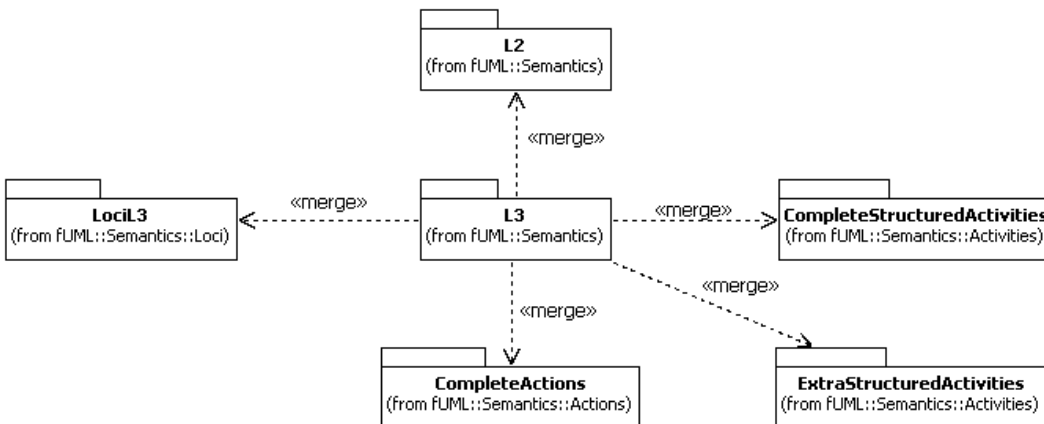 L2
(from fUML::Semantics)
«merge»
LociL3
(from fUML::Semantics::Loci)
«merge»
L3
(from fUML::Semantics)
«merge»
CompleteStructuredActivities
(from fUML::Semantics::Activities)
«merge»
«merge»
CompleteActions
(from fUML::Semantics::Actions)
ExtraStructuredActivities
(from fUML::Semantics::Activities)